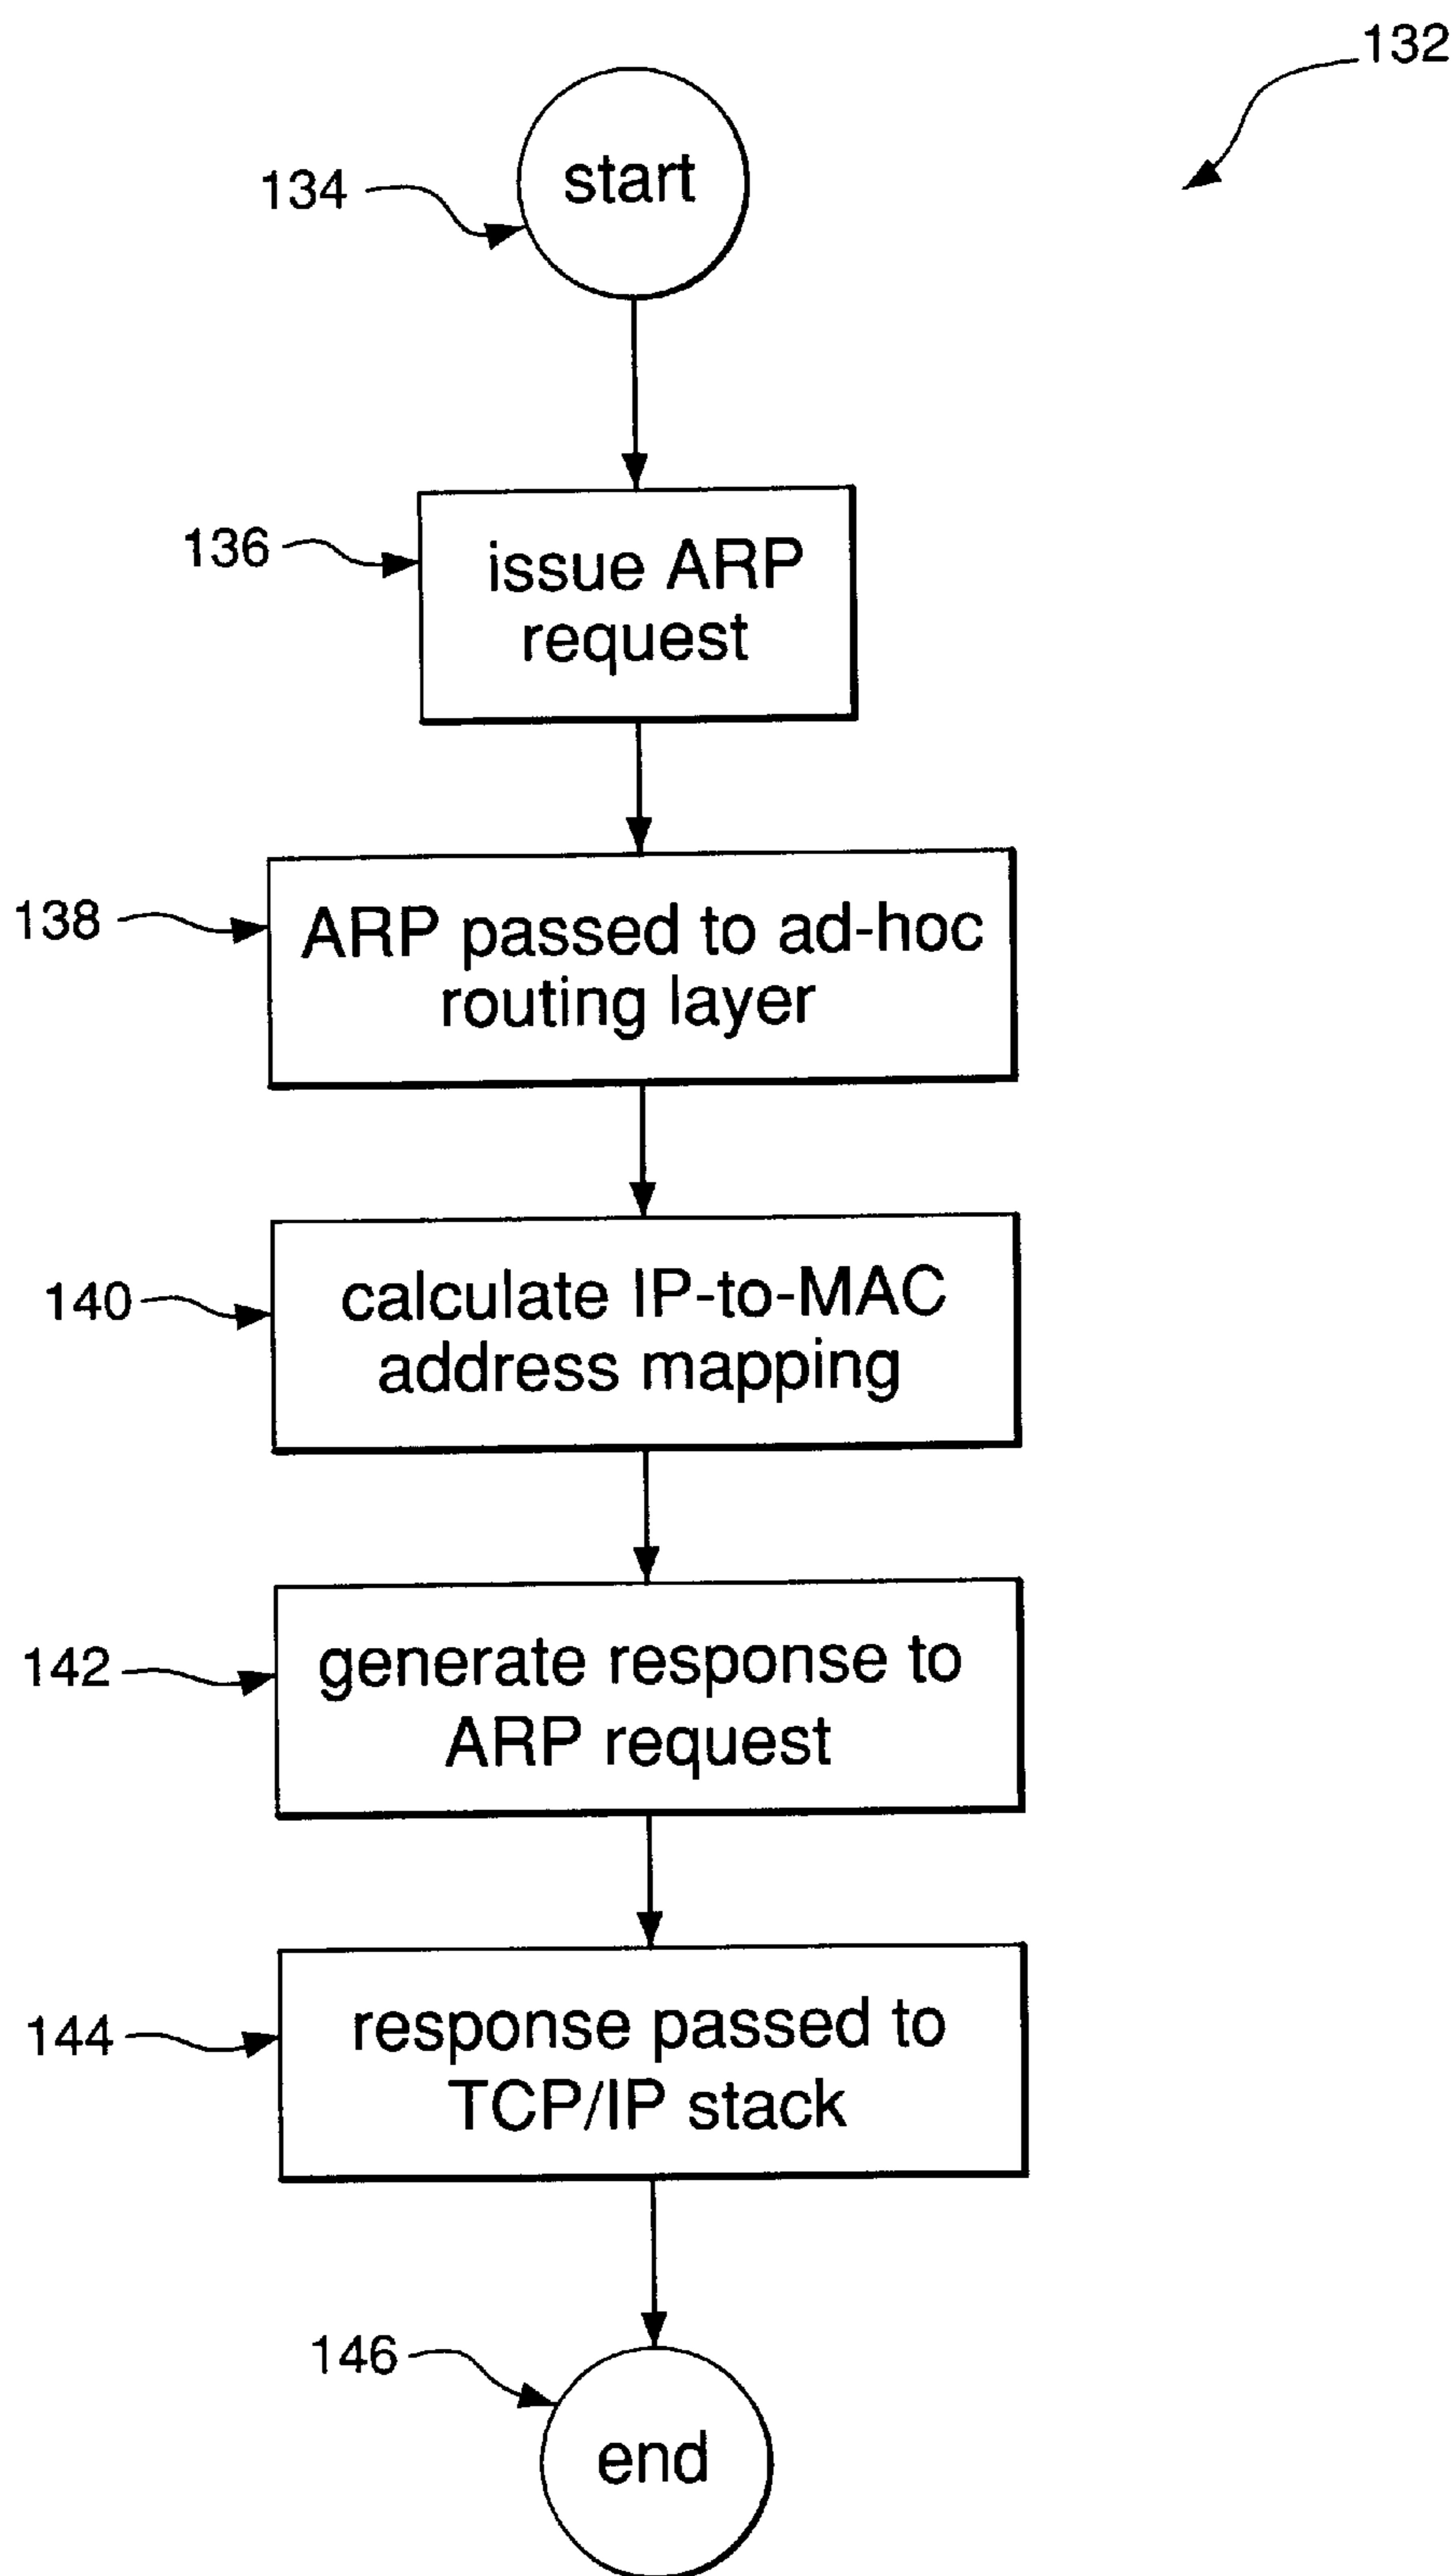 132
134
start
136
issue ARP
request
138
ARP passed to ad-hoc
routing layer
140
calculate IP-to-MAC
address mapping
142
generate response to
ARP request
144
response passed to
TCP/IP stack
146
end